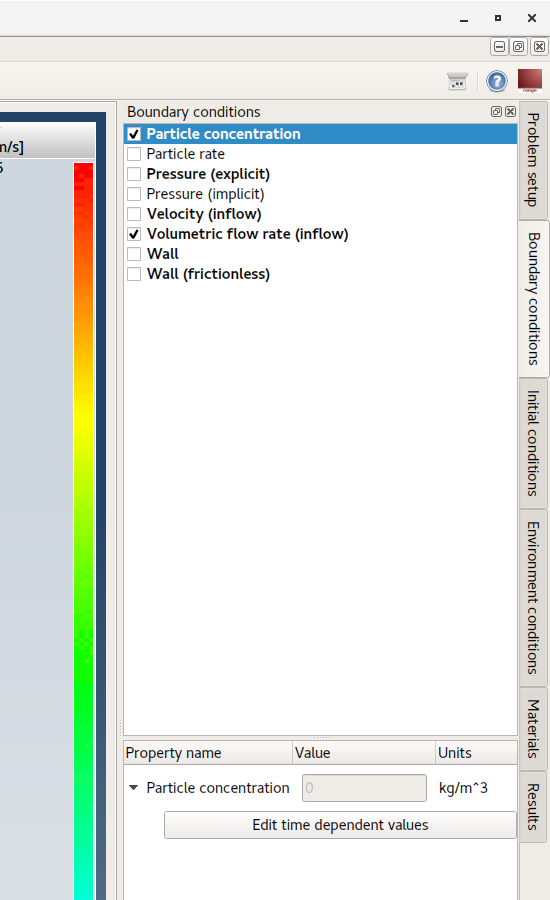 range
Boundary conditions
m/s]
Particle concentration
Particle rate
Pressure (explicit)
Pressure (implicit)
Velocity (inflow)
Volumetric flow rate (inflow)
Wall
Wall (frictionless)
Problem setup
Boundary conditions
Initial conditions
Environment conditions
Materials
Results
Property name Value Units
Particle concentration 0 kg/m^3
Edit time dependent values